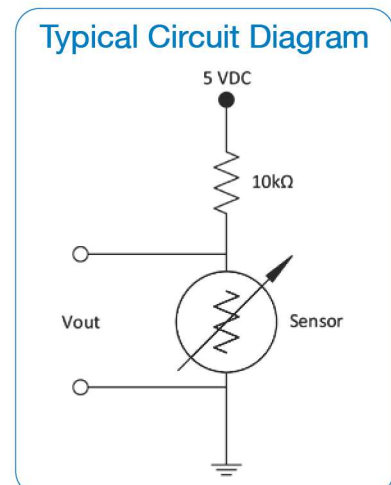 Typical Circuit Diagram
5 VDC
10kΩ
Vout
Sensor